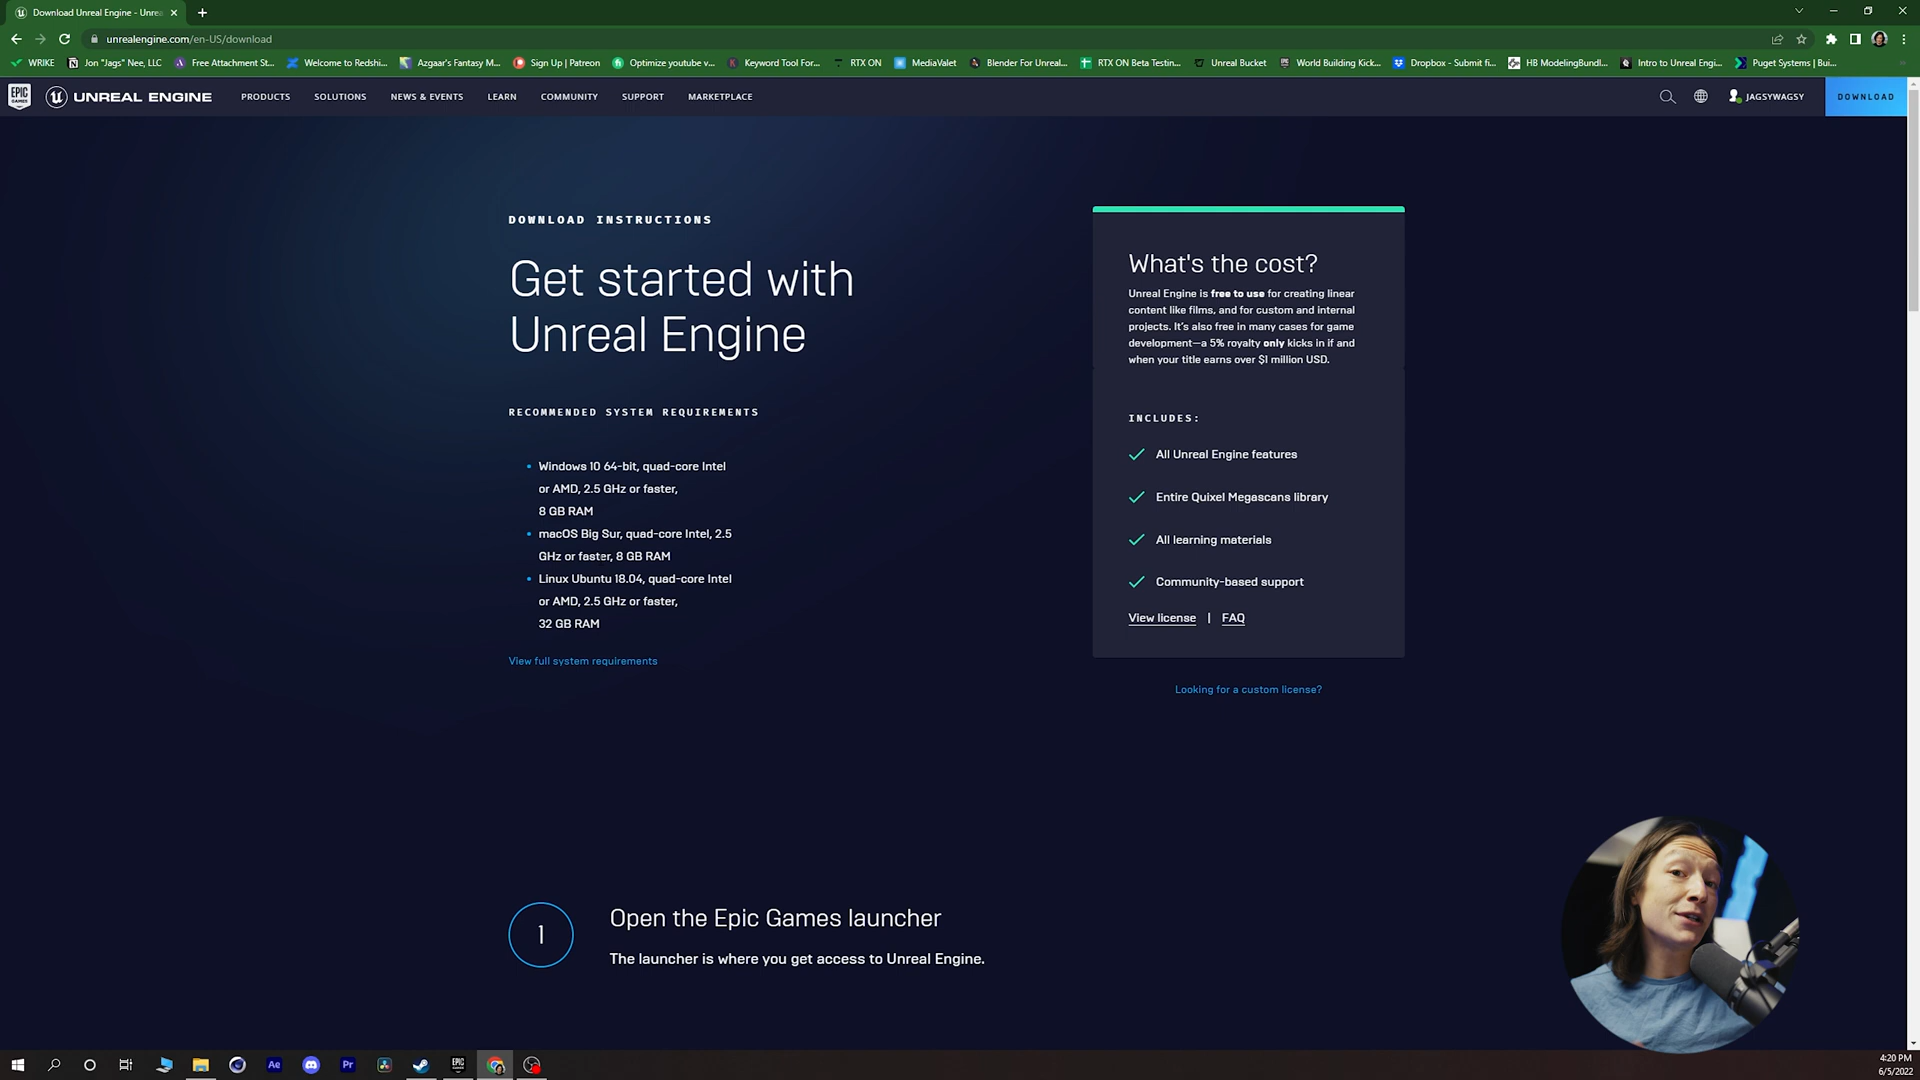 Download Unreal Engine - Unrea
unrealengine.com/en-US/download
WRIKE
Jon "Jags" Nee, LLC
Free Attachment St...
Welcome to Redshi...
Azgaar's Fantasy M...
Sign Up | Patreon
Optimize youtube v...
Keyword Tool For...
RTX ON
MediaValet
Blender For Unreal...
RTX ON Beta Testin...
Unreal Bucket
World Building Kick...
Dropbox - Submit fi...
HB ModelingBundl...
Intro to Unreal Engi...
Puget Systems | Bui...
EPIC GAMES
UNREAL ENGINE
PRODUCTS
SOLUTIONS
NEWS & EVENTS
LEARN
COMMUNITY
SUPPORT
MARKETPLACE
JAGSYWAGSY
DOWNLOAD
DOWNLOAD INSTRUCTIONS
Get started with
Unreal Engine
RECOMMENDED SYSTEM REQUIREMENTS
Windows 10 64-bit, quad-core Intel
or AMD, 2.5 GHz or faster,
8 GB RAM
macOS Big Sur, quad-core Intel, 2.5
GHz or faster, 8 GB RAM
Linux Ubuntu 18.04, quad-core Intel
or AMD, 2.5 GHz or faster,
32 GB RAM
View full system requirements
What's the cost?
Unreal Engine is free to use for creating linear
content like films, and for custom and internal
projects. It's also free in many cases for game
development—a 5% royalty only kicks in if and
when your title earns over $1 million USD.
INCLUDES:
All Unreal Engine features
Entire Quixel Megascans library
All learning materials
Community-based support
View license | FAQ
Looking for a custom license?
1
Open the Epic Games launcher
The launcher is where you get access to Unreal Engine.
Ae
Pr
EPIC GAMES
4:20 PM
6/5/2022